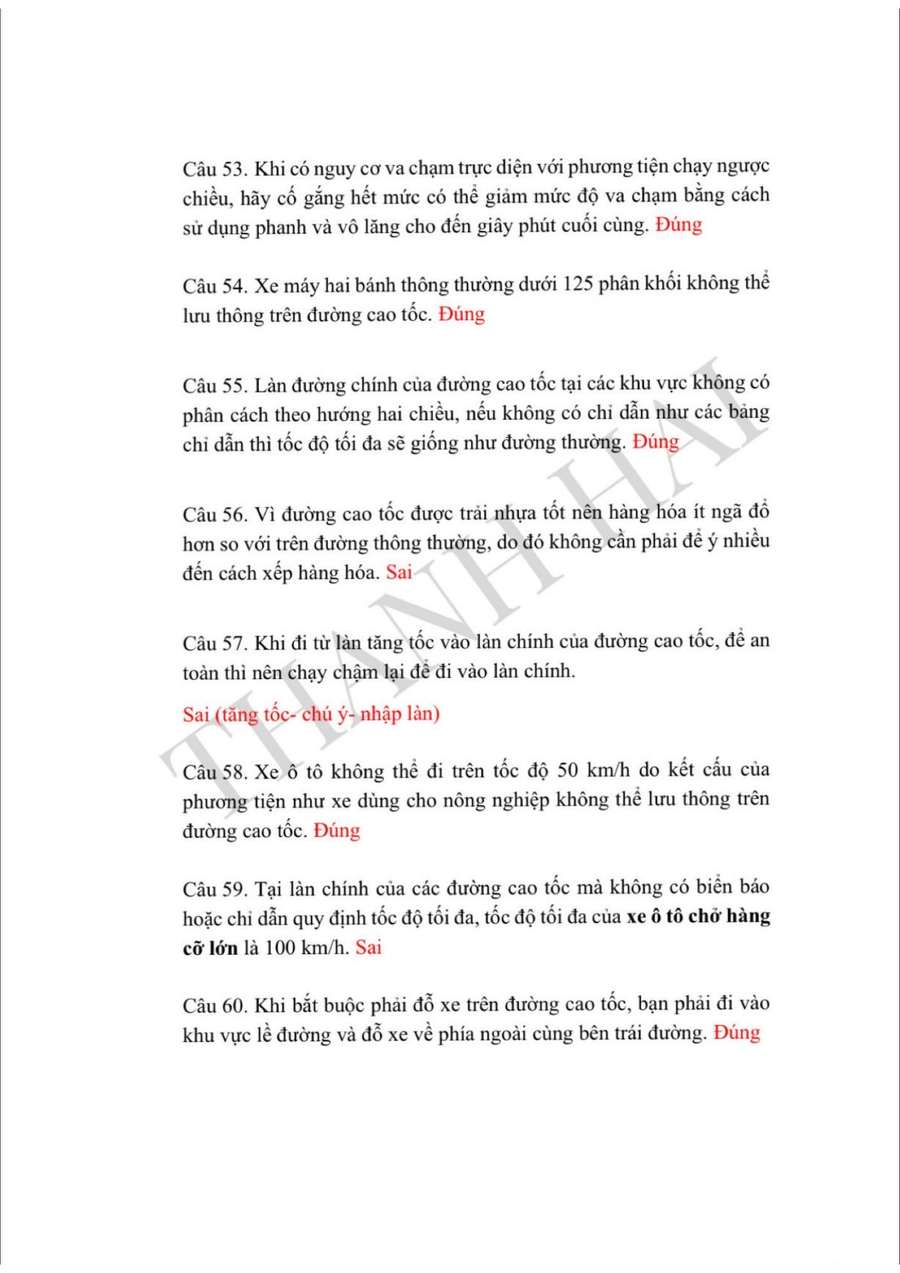 Câu 53. Khi có nguy cơ va chạm trực diện với phương tiện chạy ngược
chiều, hãy cố gắng hết mức có thể giảm mức độ va chạm bằng cách
sử dụng phanh và vô lăng cho đến giây phút cuối cùng. Đúng
Câu 54. Xe máy hai bánh thông thường dưới 125 phân khối không thể
lưu thông trên đường cao tốc. Đúng
Câu 55. Làn đường chính của đường cao tốc tại các khu vực không có
phân cách theo hướng hai chiều, nếu không có chỉ dẫn như các bảng
chỉ dẫn thì tốc độ tối đa sẽ giống như đường thường. Đúng
Câu 56. Vì đường cao tốc được trải nhựa tốt nên hàng hóa ít ngã đổ
hơn so với trên đường thông thường, do đó không cần phải để ý nhiều
đến cách xếp hàng hóa. Sai
Câu 57. Khi đi từ làn tăng tốc vào làn chính của đường cao tốc, để an
toàn thì nên chạy chậm lại để đi vào làn chính.
Sai (tăng tốc- chú ý- nhập làn)
Câu 58. Xe ô tô không thể đi trên tốc độ 50 km/h do kết cấu của
phương tiện như xe dùng cho nông nghiệp không thể lưu thông trên
đường cao tốc. Đúng
Câu 59. Tại làn chính của các đường cao tốc mà không có biển báo
hoặc chỉ dẫn quy định tốc độ tối đa, tốc độ tối đa của xe ô tô chở hàng
cỡ lớn là 100 km/h. Sai
Câu 60. Khi bắt buộc phải đỗ xe trên đường cao tốc, bạn phải đi vào
khu vực lề đường và đỗ xe về phía ngoài cùng bên trái đường. Đúng
THANH HAI